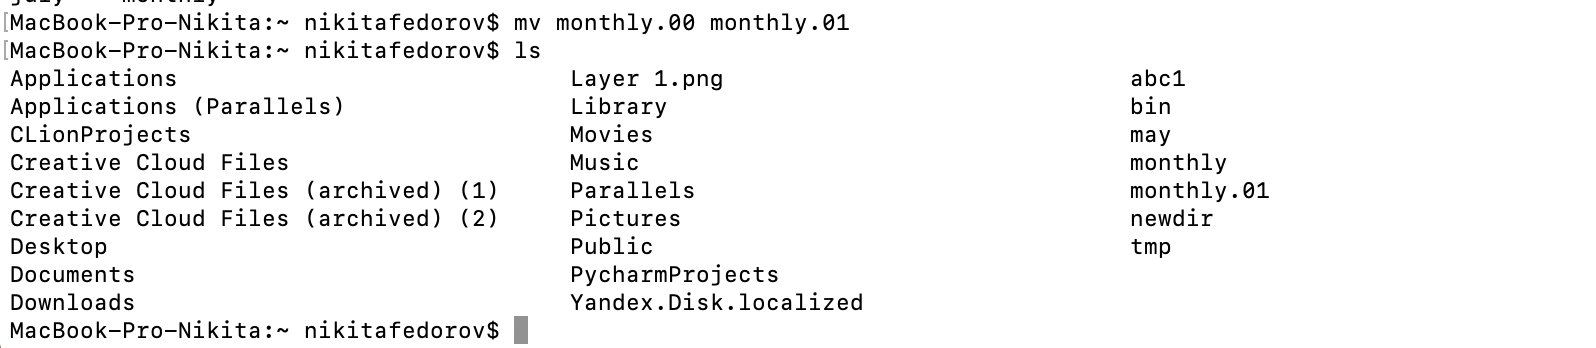 [MacBook-Pro-Nikita:~ nikitafedorov$ mv monthly.00 monthly.01
[MacBook-Pro-Nikita:~ nikitafedorov$ ls
Applications Layer 1.png abc1
Applications (Parallels) Library bin
CLionProjects Movies may
Creative Cloud Files Music monthly
Creative Cloud Files (archived) (1) Parallels monthly.01
Creative Cloud Files (archived) (2) Pictures newdir
Desktop Public tmp
Documents PycharmProjects
Downloads Yandex.Disk.localized
MacBook-Pro-Nikita:~ nikitafedorov$